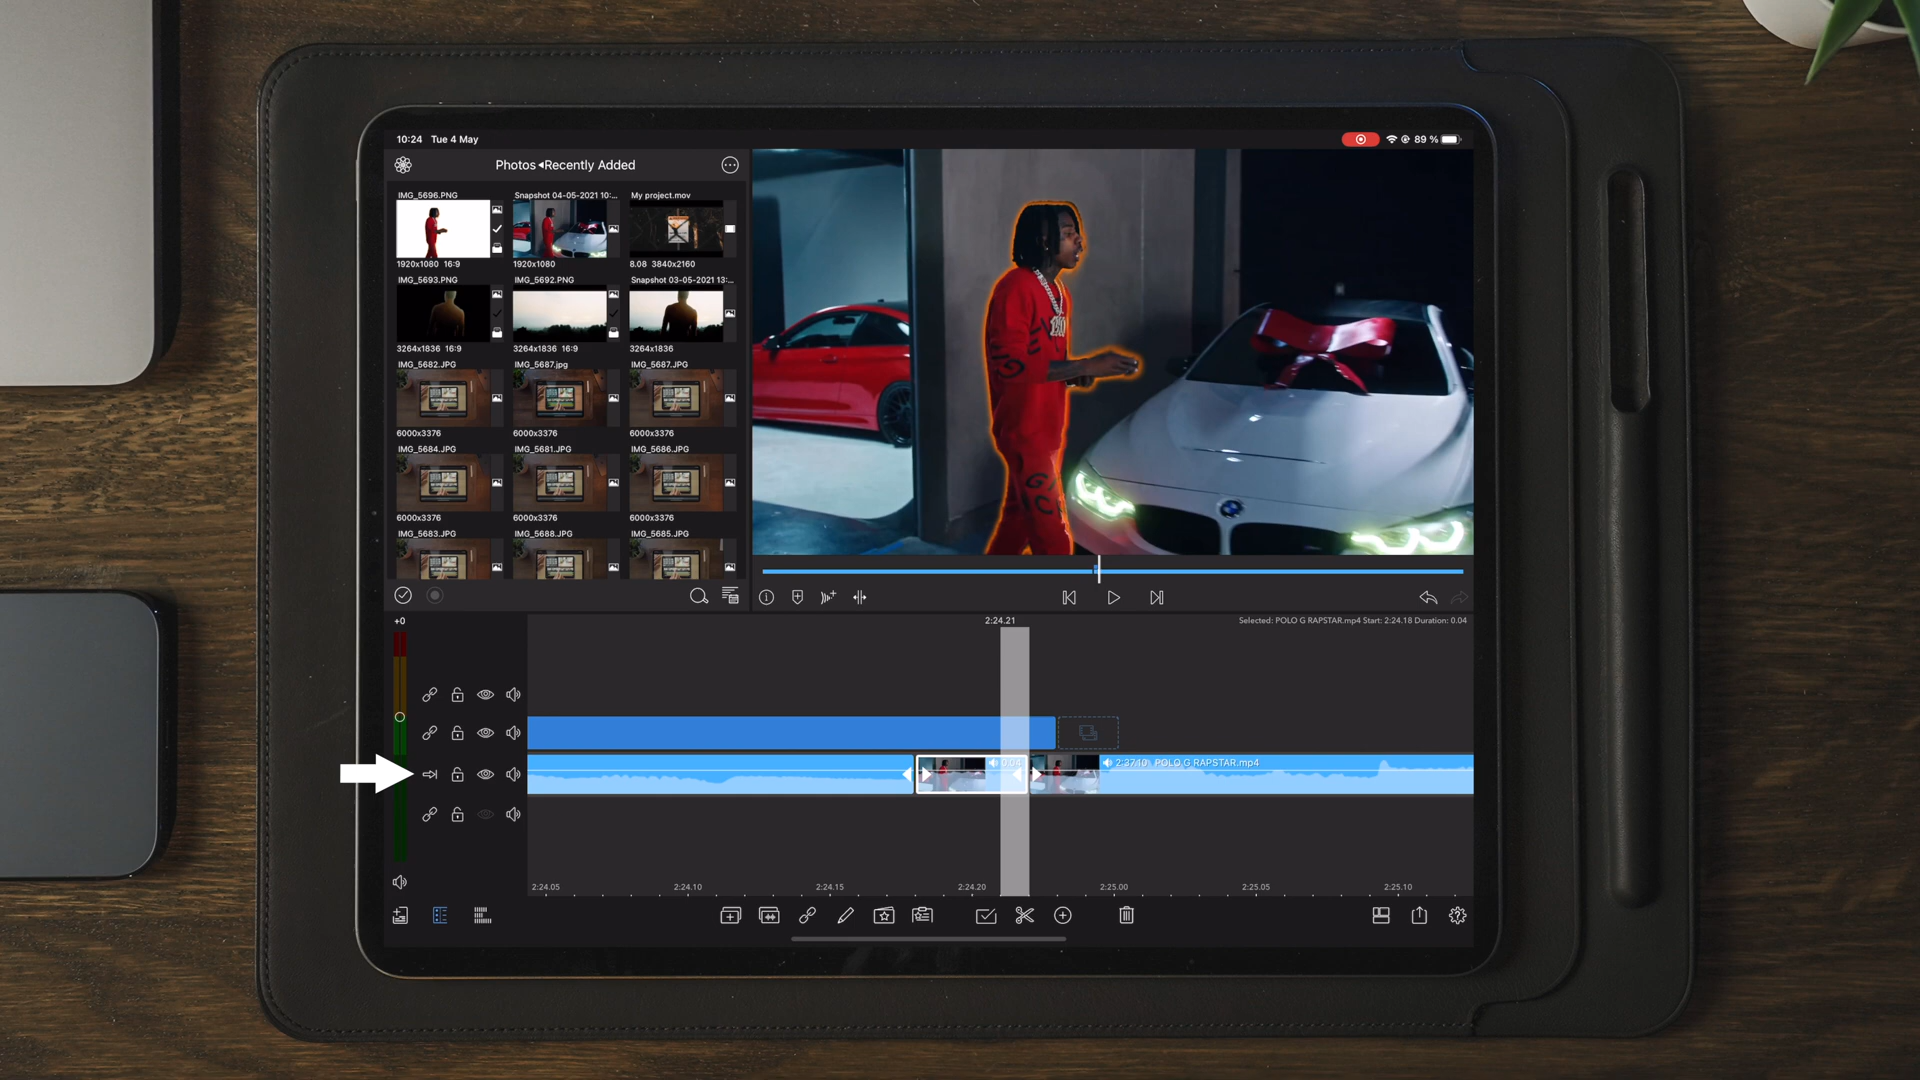 10:24 Tue 4 May
89 %
Photos Recently Added
IMG_5696.PNG
Snapshot 04-05-2021 10:...
My project.mov
1920x1080 16:9
1920x1080
8.08 3840x2160
IMG_5693.PNG
IMG_5692.PNG
Snapshot 03-05-2021 13:...
3264x1836 16:9
3264x1836 16:9
3264x1836
IMG_5682.JPG
IMG_5687.jpg
IMG_5687.JPG
6000x3376
6000x3376
6000x3376
IMG_5684.JPG
IMG_5681.JPG
IMG_5686.JPG
6000x3376
6000x3376
6000x3376
IMG_5683.JPG
IMG_5688.JPG
IMG_5685.JPG
+0
2:24.21
Selected: POLO G RAPSTAR.mp4 Start: 2:24.18 Duration: 0.04
0.04
2:37.10 POLO G RAPSTAR.mp4
2:24.05
2:24.10
2:24.15
2:24.20
2:25.00
2:25.05
2:25.10